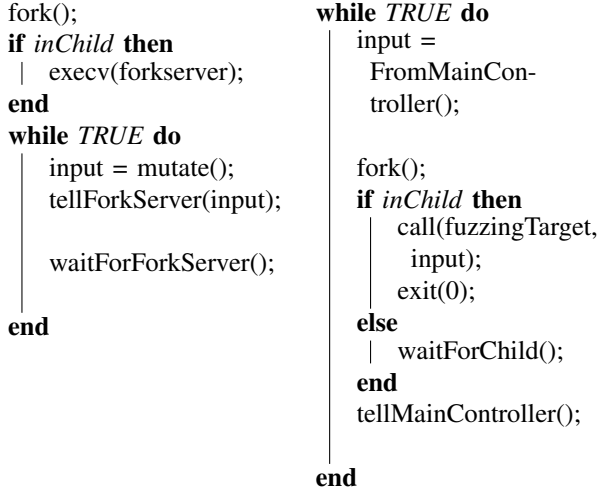 fork();
if inChild then
execv(forkserver);
end
while TRUE do
input = mutate();
tellForkServer(input);
waitForForkServer();
end
while TRUE do
input =
FromMainCon-
troller();
fork();
if inChild then
call(fuzzingTarget,
input);
exit(0);
else
waitForChild();
end
tellMainController();
end